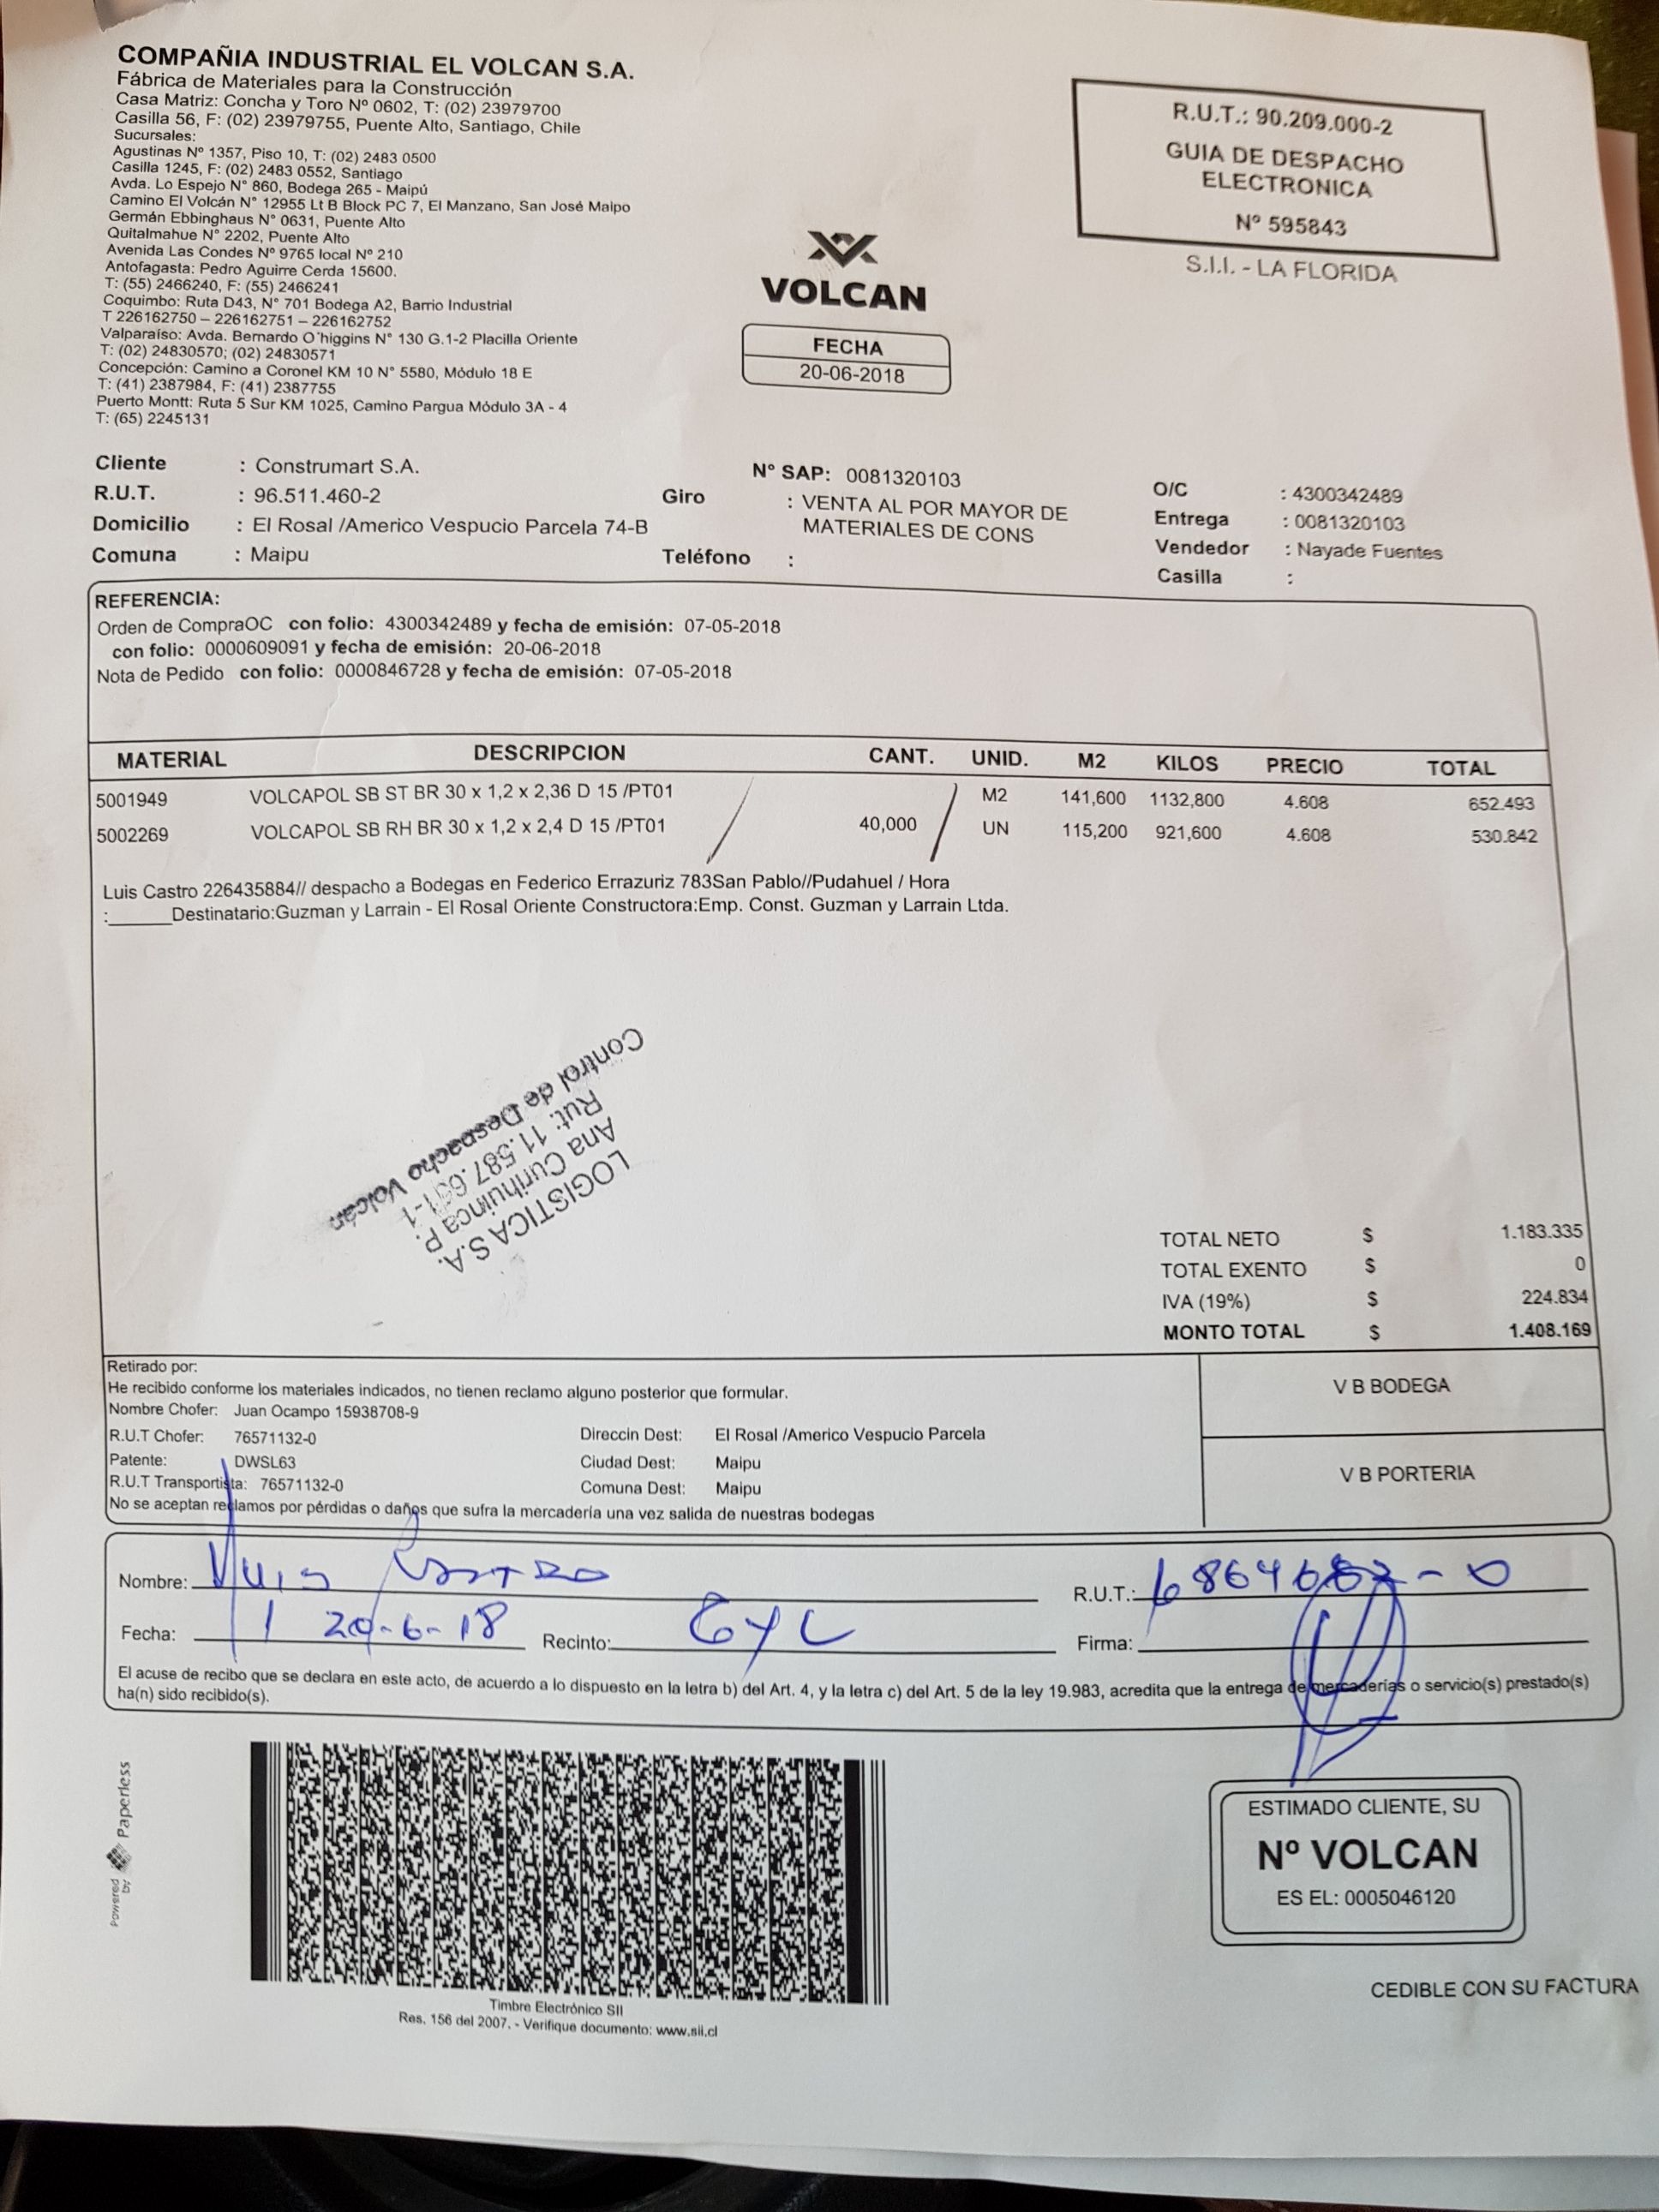 COMPAÑIA INDUSTRIAL EL VOLCAN S.A.
Fábrica de Materiales para la Construcción
Casa Matriz: Concha y Toro Nº 0602, T: (02) 23979700
Casilla 56, F: (02) 23979755, Puente Alto, Santiago, Chile
Sucursales:
Agustinas Nº 1357, Piso 10, T: (02) 2483 0500
Casilla 1245, F: (02) 2483 0552, Santiago
Avda. Lo Espejo N° 860, Bodega 265 - Maipú
Camino El Volcán N° 12955 Lt B Block PC 7, El Manzano, San José Maipo
Germán Ebbinghaus N° 0631, Puente Alto
Quitalmahue N° 2202, Puente Alto
Avenida Las Condes Nº 9765 local Nº 210
Antofagasta: Pedro Aguirre Cerda 15600.
T: (55) 2466240, F: (55) 2466241
Coquimbo: Ruta D43, N° 701 Bodega A2, Barrio Industrial
T 226162750 – 226162751 – 226162752
Valparaíso: Avda. Bernardo O´higgins N° 130 G.1-2 Placilla Oriente
T: (02) 24830570; (02) 24830571
Concepción: Camino a Coronel KM 10 N° 5580, Módulo 18 E
T: (41) 2387984, F: (41) 2387755
Puerto Montt: Ruta 5 Sur KM 1025, Camino Pargua Módulo 3A - 4
T: (65) 2245131
VOLCAN
FECHA
20-06-2018
R.U.T.: 90.209.000-2
GUIA DE DESPACHO
ELECTRONICA
Nº 595843
S.I.I. - LA FLORIDA
Cliente : Construmart S.A.
R.U.T. : 96.511.460-2
Domicilio : El Rosal /Americo Vespucio Parcela 74-B
Comuna : Maipu
N° SAP: 0081320103
Giro : VENTA AL POR MAYOR DE
MATERIALES DE CONS
Teléfono :
O/C : 4300342489
Entrega : 0081320103
Vendedor : Nayade Fuentes
Casilla :
REFERENCIA:
Orden de CompraOC con folio: 4300342489 y fecha de emisión: 07-05-2018
con folio: 0000609091 y fecha de emisión: 20-06-2018
Nota de Pedido con folio: 0000846728 y fecha de emisión: 07-05-2018
MATERIAL DESCRIPCION CANT. UNID. M2 KILOS PRECIO TOTAL
5001949 VOLCAPOL SB ST BR 30 x 1,2 x 2,36 D 15 /PT01 M2 141,600 1132,800 4.608 652.493
5002269 VOLCAPOL SB RH BR 30 x 1,2 x 2,4 D 15 /PT01 40,000 UN 115,200 921,600 4.608 530.842
Luis Castro 226435884// despacho a Bodegas en Federico Errazuriz 783San Pablo//Pudahuel / Hora
:______Destinatario:Guzman y Larrain - El Rosal Oriente Constructora:Emp. Const. Guzman y Larrain Ltda.
LOGISTICA S.A.
Ana Curihuinca P.
Rut:
Control de Despacho Volcán
TOTAL NETO $ 1.183.335
TOTAL EXENTO $ 0
IVA (19%) $ 224.834
MONTO TOTAL $ 1.408.169
Retirado por:
He recibido conforme los materiales indicados, no tienen reclamo alguno posterior que formular.
Nombre Chofer: Juan Ocampo 15938708-9
R.U.T Chofer: 76571132-0
Patente: DWSL63
R.U.T Transportista: 76571132-0
Direccin Dest: El Rosal /Americo Vespucio Parcela
Ciudad Dest: Maipu
Comuna Dest: Maipu
No se aceptan reclamos por pérdidas o daños que sufra la mercadería una vez salida de nuestras bodegas
V B BODEGA
V B PORTERIA
Nombre: Luis Castro
R.U.T.:
Fecha: 20-6-18 Recinto: GYL
Firma:
El acuse de recibo que se declara en este acto, de acuerdo a lo dispuesto en la letra b) del Art. 4, y la letra c) del Art. 5 de la ley 19.983, acredita que la entrega de mercaderías o servicio(s) prestado(s)
ha(n) sido recibido(s).
Powered by Paperless
Timbre Electrónico SII
Res. 156 del 2007. - Verifique documento: www.sii.cl
ESTIMADO CLIENTE, SU
Nº VOLCAN
ES EL: 0005046120
CEDIBLE CON SU FACTURA